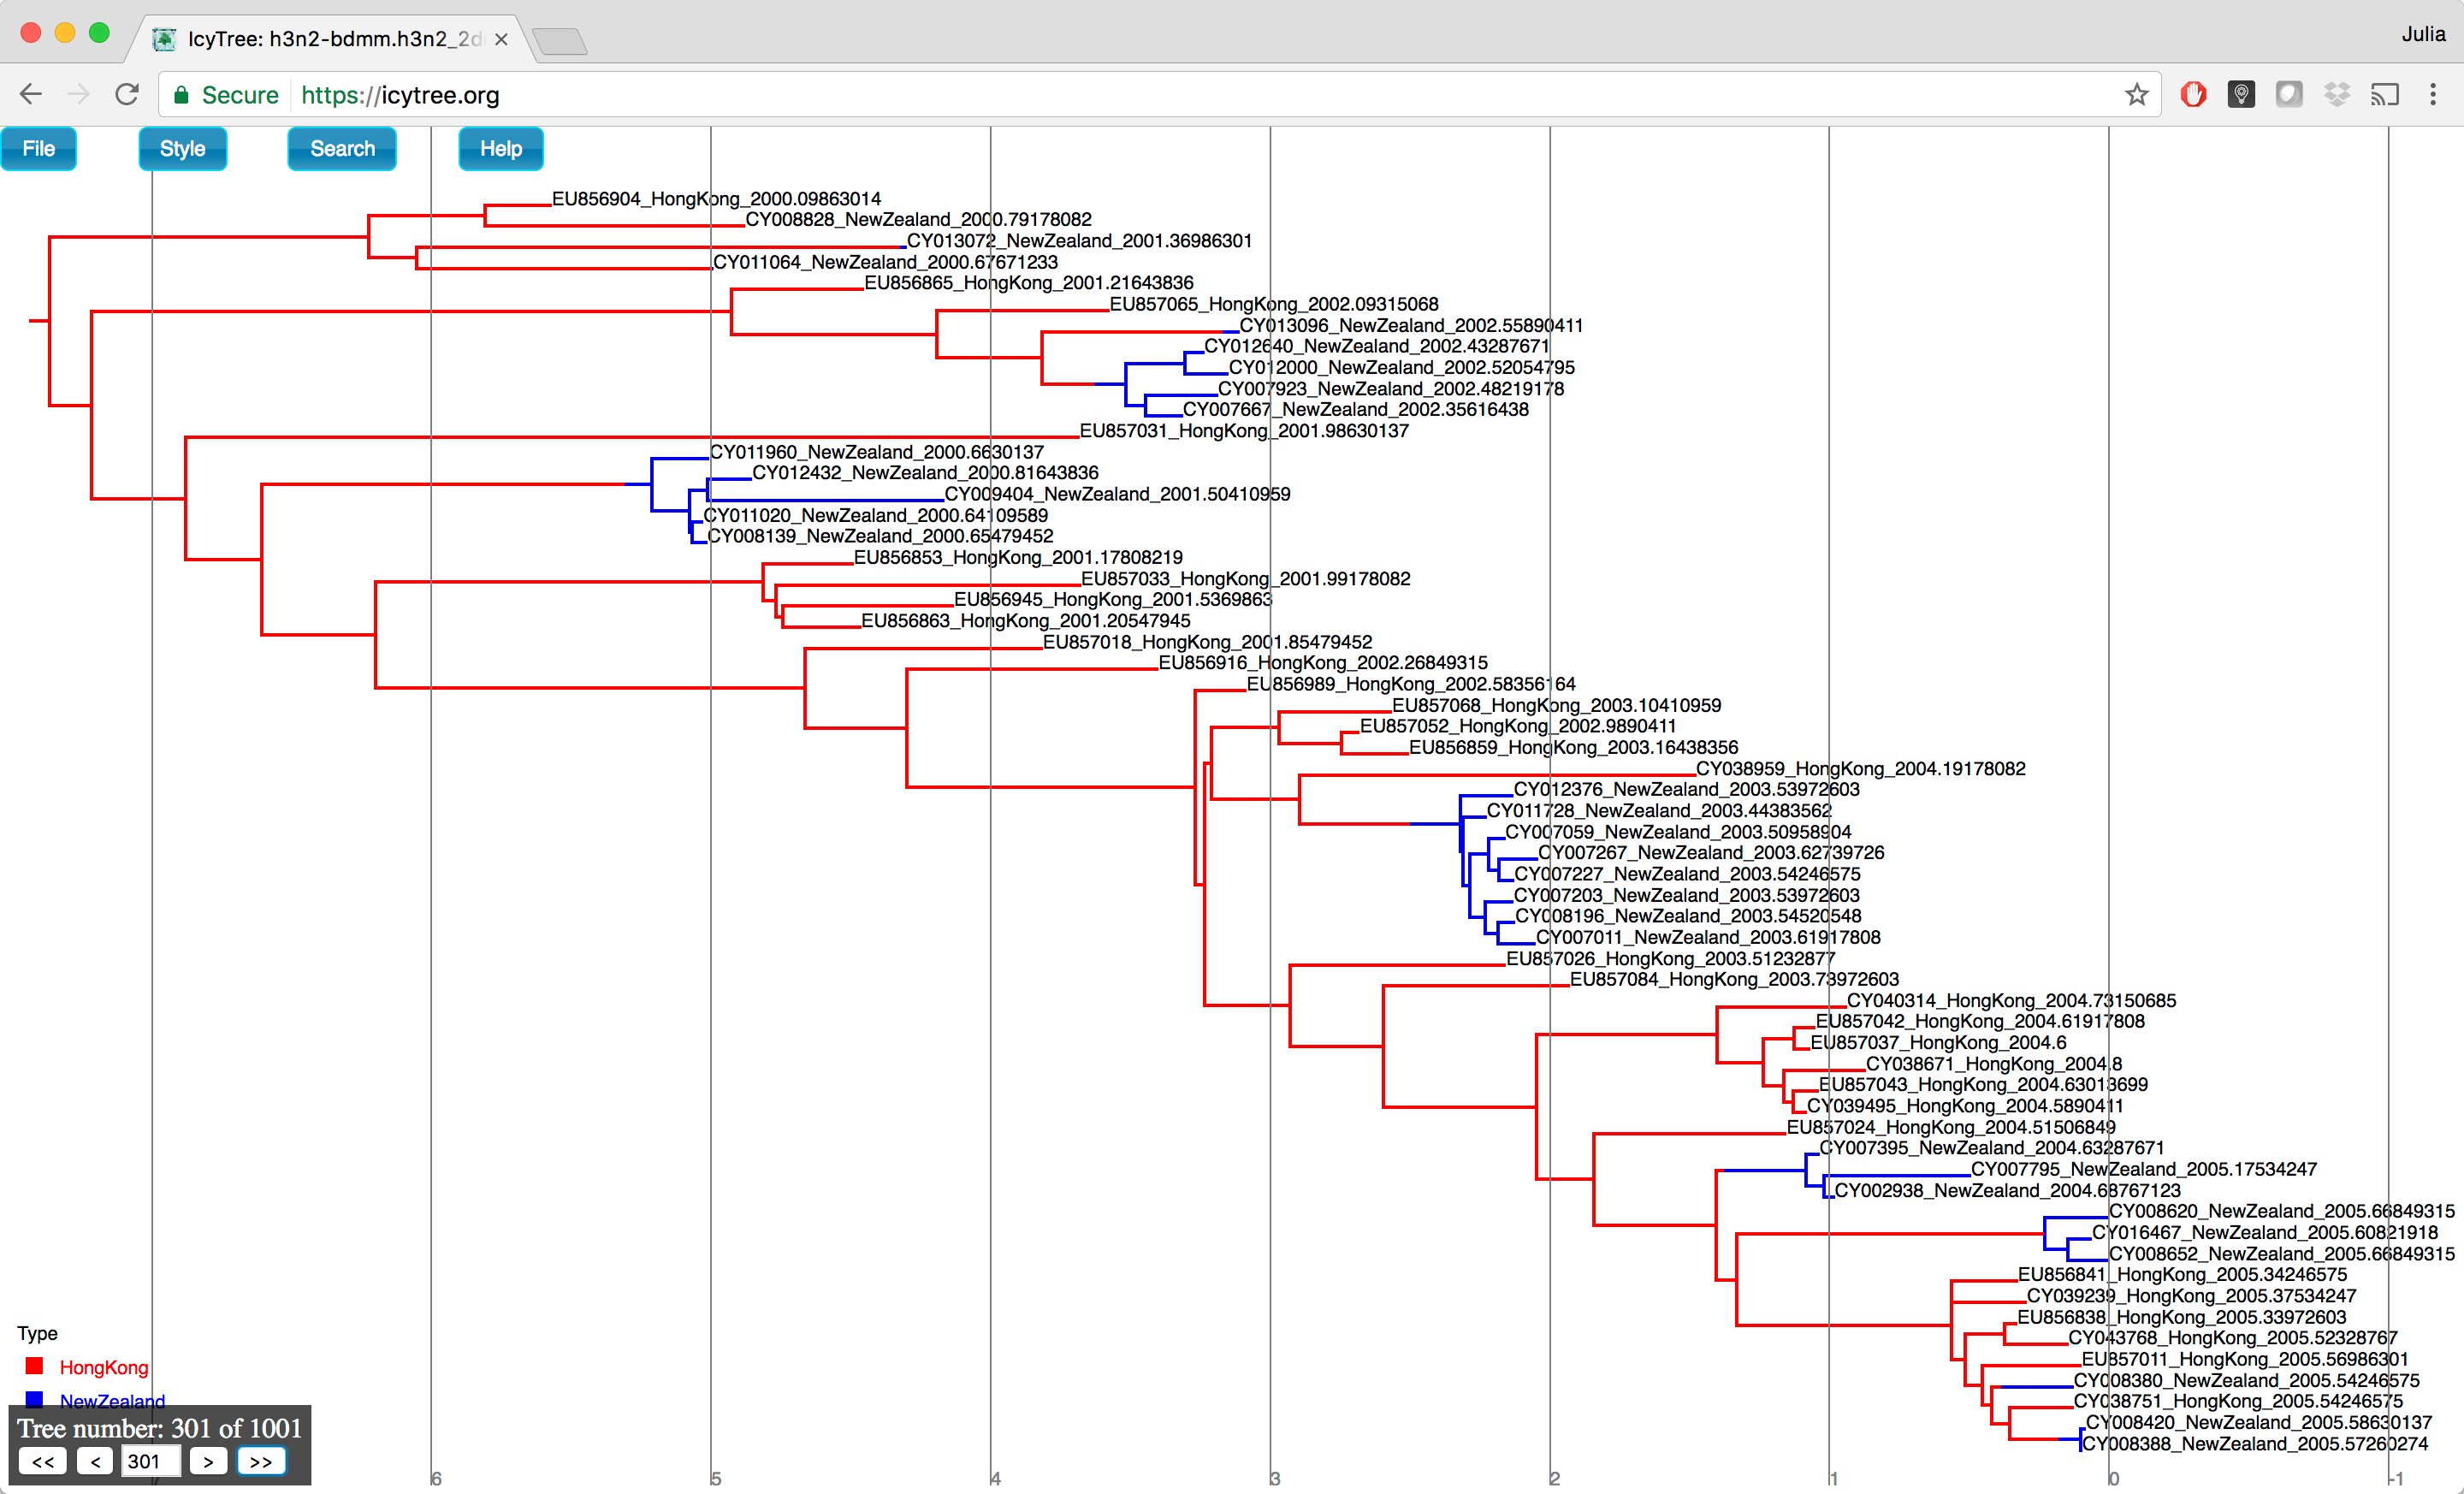 IcyTree: h3n2-bdmm.h3n2_2d
Julia
Secure https://icytree.org
File Style Search Help
EU856904_HongKong_2000.09863014
CY008828_NewZealand_2000.79178082
CY013072_NewZealand_2001.36986301
CY011064_NewZealand_2000.67671233
EU856865_HongKong_2001.21643836
EU857065_HongKong_2002.09315068
CY013096_NewZealand_2002.55890411
CY012640_NewZealand_2002.43287671
CY012000_NewZealand_2002.52054795
CY007923_NewZealand_2002.48219178
CY007667_NewZealand_2002.35616438
EU857031_HongKong_2001.98630137
CY011960_NewZealand_2000.6630137
CY012432_NewZealand_2000.81643836
CY009404_NewZealand_2001.50410959
CY011020_NewZealand_2000.64109589
CY008139_NewZealand_2000.65479452
EU856853_HongKong_2001.17808219
EU857033_HongKong_2001.99178082
EU856945_HongKong_2001.5369863
EU856863_HongKong_2001.20547945
EU857018_HongKong_2001.85479452
EU856916_HongKong_2002.26849315
EU856989_HongKong_2002.58356164
EU857068_HongKong_2003.10410959
EU857052_HongKong_2002.9890411
EU856859_HongKong_2003.16438356
CY038959_HongKong_2004.19178082
CY012376_NewZealand_2003.53972603
CY011728_NewZealand_2003.44383562
CY007059_NewZealand_2003.50958904
CY007267_NewZealand_2003.62739726
CY007227_NewZealand_2003.54246575
CY007203_NewZealand_2003.53972603
CY008196_NewZealand_2003.54520548
CY007011_NewZealand_2003.61917808
EU857026_HongKong_2003.51232877
EU857084_HongKong_2003.73972603
CY040314_HongKong_2004.73150685
EU857042_HongKong_2004.61917808
EU857037_HongKong_2004.6
CY038671_HongKong_2004.8
EU857043_HongKong_2004.63013699
CY039495_HongKong_2004.5890411
EU857024_HongKong_2004.51506849
CY007395_NewZealand_2004.63287671
CY007795_NewZealand_2005.17534247
CY002938_NewZealand_2004.68767123
CY008620_NewZealand_2005.66849315
CY016467_NewZealand_2005.60821918
CY008652_NewZealand_2005.66849315
EU856841_HongKong_2005.34246575
CY039239_HongKong_2005.37534247
EU856838_HongKong_2005.33972603
CY043768_HongKong_2005.52328767
EU857011_HongKong_2005.56986301
CY008380_NewZealand_2005.54246575
CY038751_HongKong_2005.54246575
CY008420_NewZealand_2005.58630137
CY008388_NewZealand_2005.57260274
Type
HongKong
NewZealand
Tree number: 301 of 1001
<< < 301 > >>
6 5 4 3 2 1 0 -1